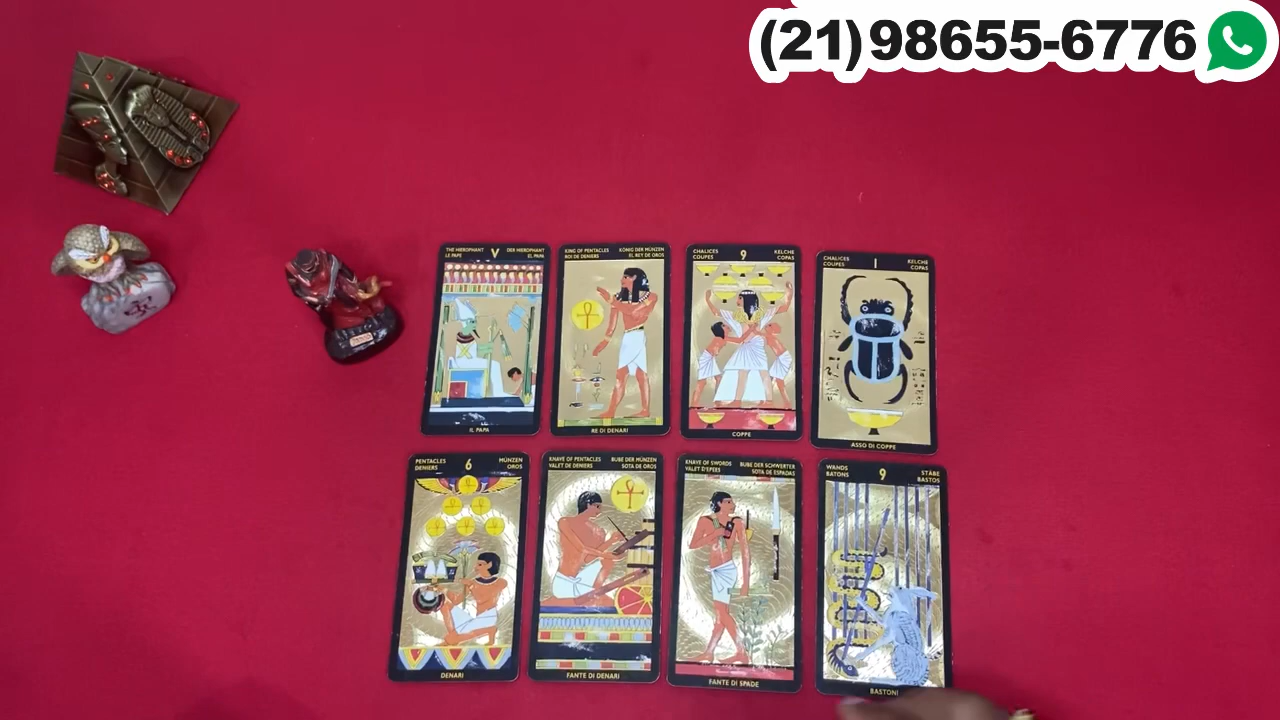 (21)98655-6776
THE HIEROPHANT V DER HIEROPHANT
LE PAPE EL PAPA
IL PAPA
KING OF PENTACLES KÖNIG DER MÜNZEN
ROI DE DENIERS EL REY DE OROS
RE DI DENARI
CHALICES 9 KELCHE
COUPES COPAS
COPPE
CHALICES I KELCHE
COUPES COPAS
ASSO DI COPPE
PENTACLES 6 MÜNZEN
DENIERS OROS
DENARI
KNAVE OF PENTACLES BUBE DER MÜNZEN
VALET DE DENIERS SOTA DE OROS
FANTE DI DENARI
KNAVE OF SWORDS BUBE DER SCHWERTER
VALET D'EPEES SOTA DE ESPADAS
FANTE DI SPADE
WANDS 9 STÄBE
BATONS BASTOS
BASTONI